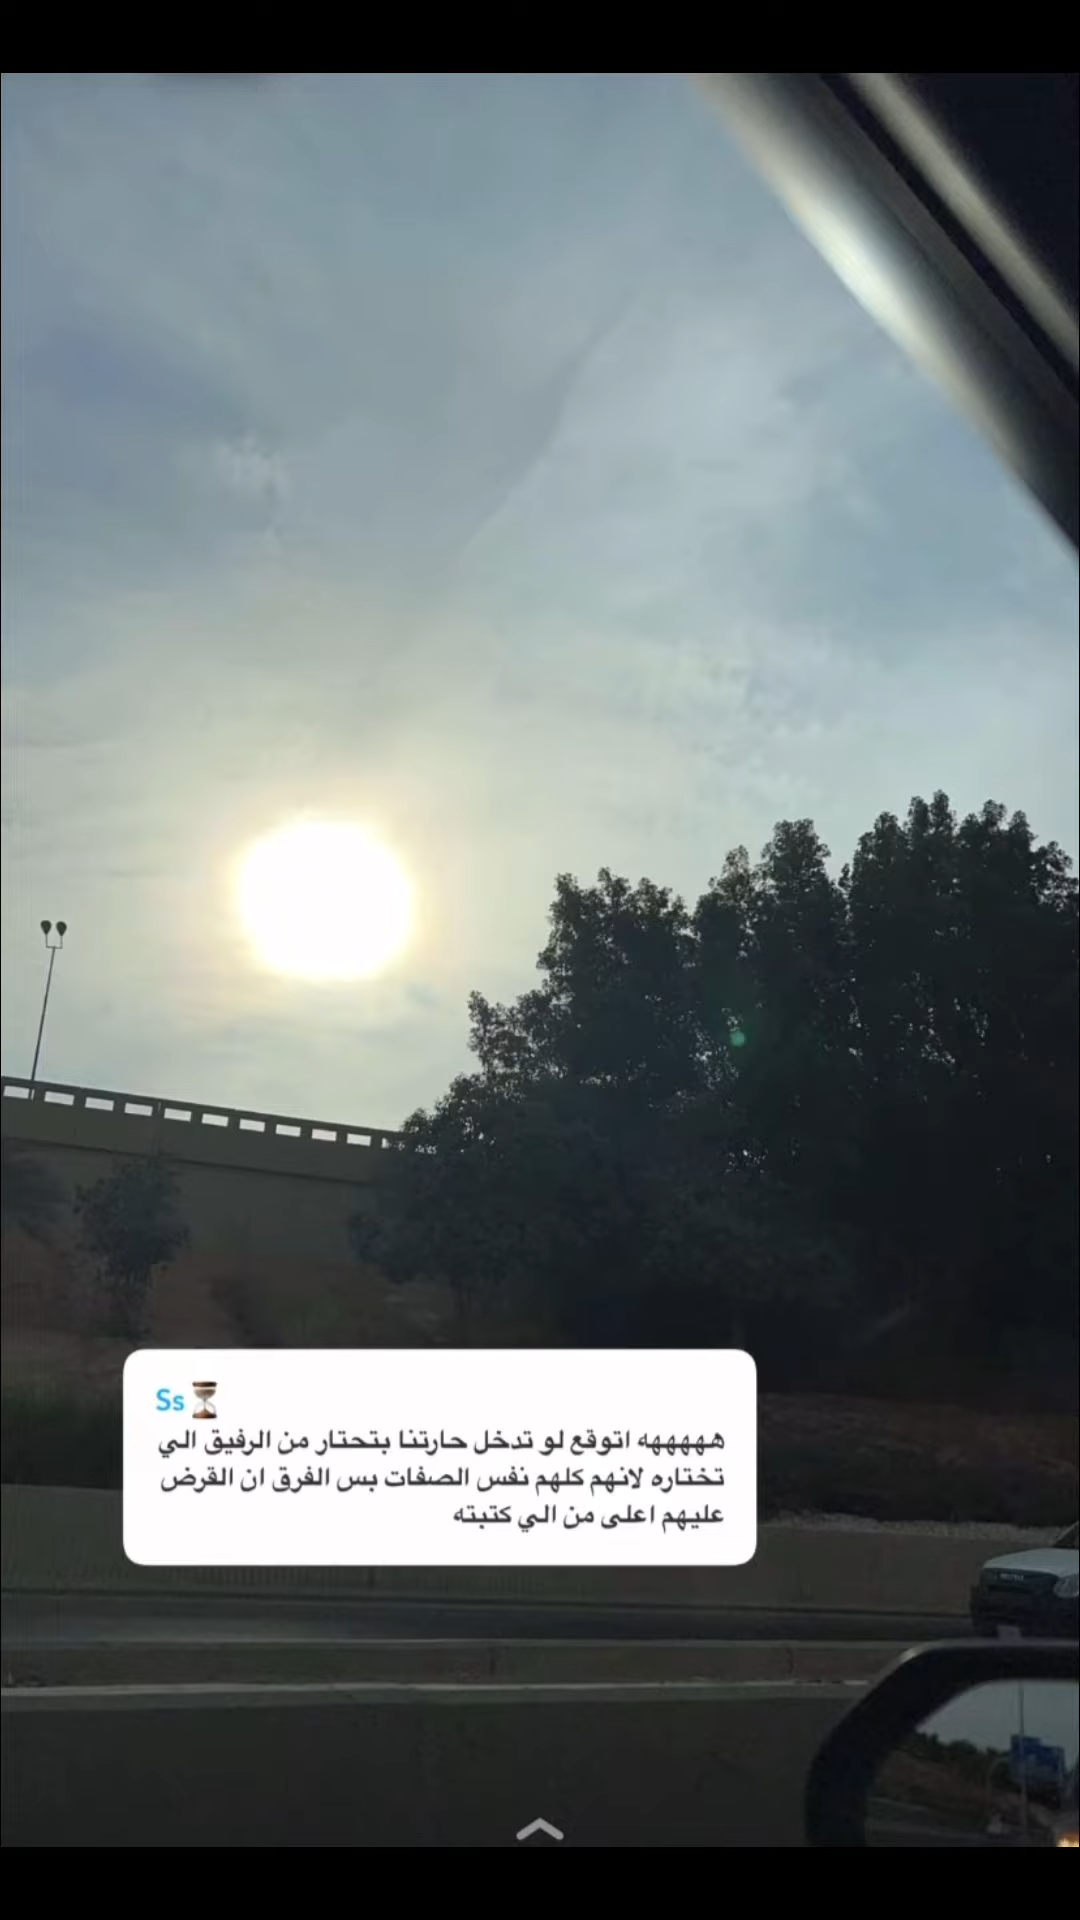 Ss⏳
هههههه اتوقع لو تدخل حارتنا بتحتار من الرفيق الي
تختاره لانهم كلهم نفس الصفات بس الفرق ان القرض
عليهم اعلى من الي كتبته